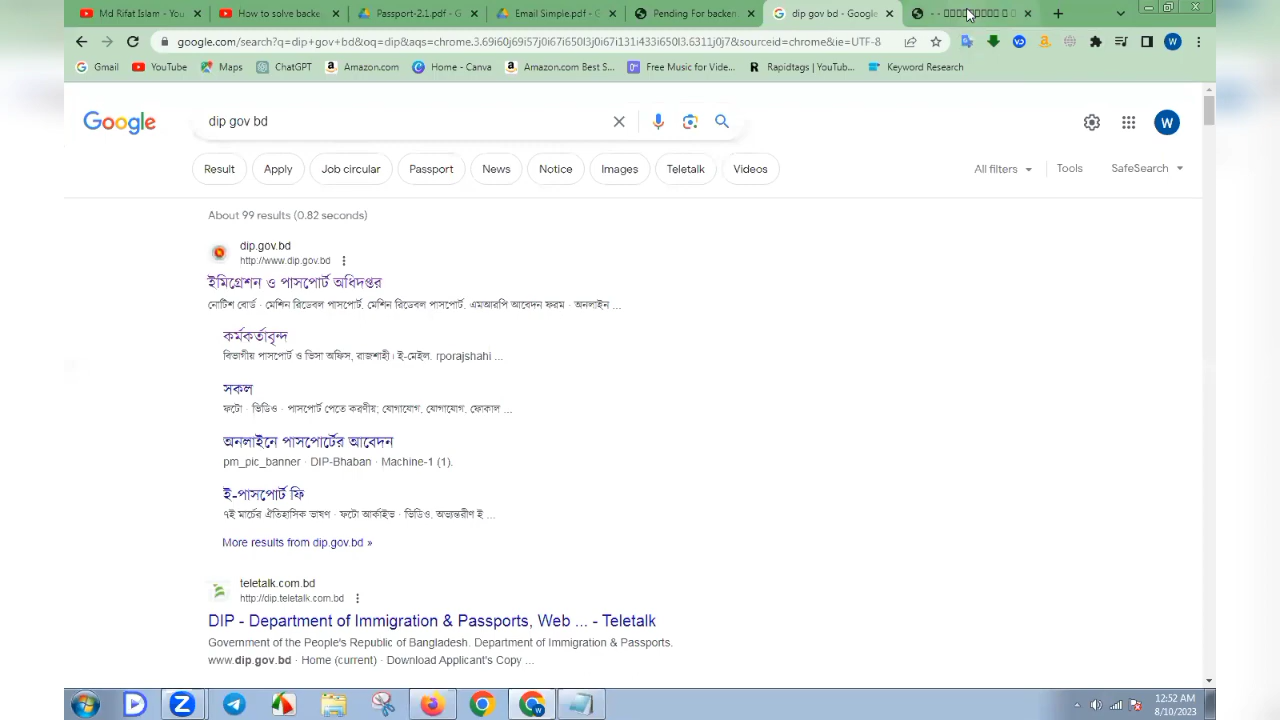 Md Rifat Islam - You
How to solve backe
Passport-2.1.pdf - C
Email Simple.pdf - G
Pending For backen
dip gov bd - Google
google.com/search?q=dip+gov+bd&aqs=chrome.3.69i60j69i57j0i67i650l3j0i67i131i433i650l3.6311j0j7&sourceid=chrome&ie=UTF-8
Gmail
YouTube
Maps
ChatGPT
Amazon.com
Home - Canva
Amazon.com Best S...
Free Music for Vide...
Rapidtags | YouTub...
Keyword Research
Google
dip gov bd
W
Result
Apply
Job circular
Passport
News
Notice
Images
Teletalk
Videos
All filters
Tools
SafeSearch
About 99 results (0.82 seconds)
dip.gov.bd
http://www.dip.gov.bd
ইমিগ্রেশন ও পাসপোর্ট অধিদপ্তর
নোটিশ বোর্ড · মেশিন রিডেবল পাসপোর্ট. মেশিন রিডেবল পাসপোর্ট. এমআরপি আবেদন ফরম · অনলাইন ...
কর্মকর্তাবৃন্দ
বিভাগীয় পাসপোর্ট ও ভিসা অফিস, রাজশাহী। ই-মেইল. rporajshahi ...
সকল
ফটো · ভিডিও · পাসপোর্ট পেতে করণীয়; যোগাযোগ. যোগাযোগ. ফোকাল ...
অনলাইনে পাসপোর্টের আবেদন
pm_pic_banner · DIP-Bhaban · Machine-1 (1).
ই-পাসপোর্ট ফি
৭ই মার্চের ঐতিহাসিক ভাষণ · ফটো আর্কাইভ · ভিডিও. অভ্যন্তরীণ ই ...
More results from dip.gov.bd »
teletalk.com.bd
http://dip.teletalk.com.bd
DIP - Department of Immigration & Passports, Web ... - Teletalk
Government of the People's Republic of Bangladesh. Department of Immigration & Passports.
www.dip.gov.bd · Home (current) · Download Applicant's Copy ...
12:52 AM
8/10/2023